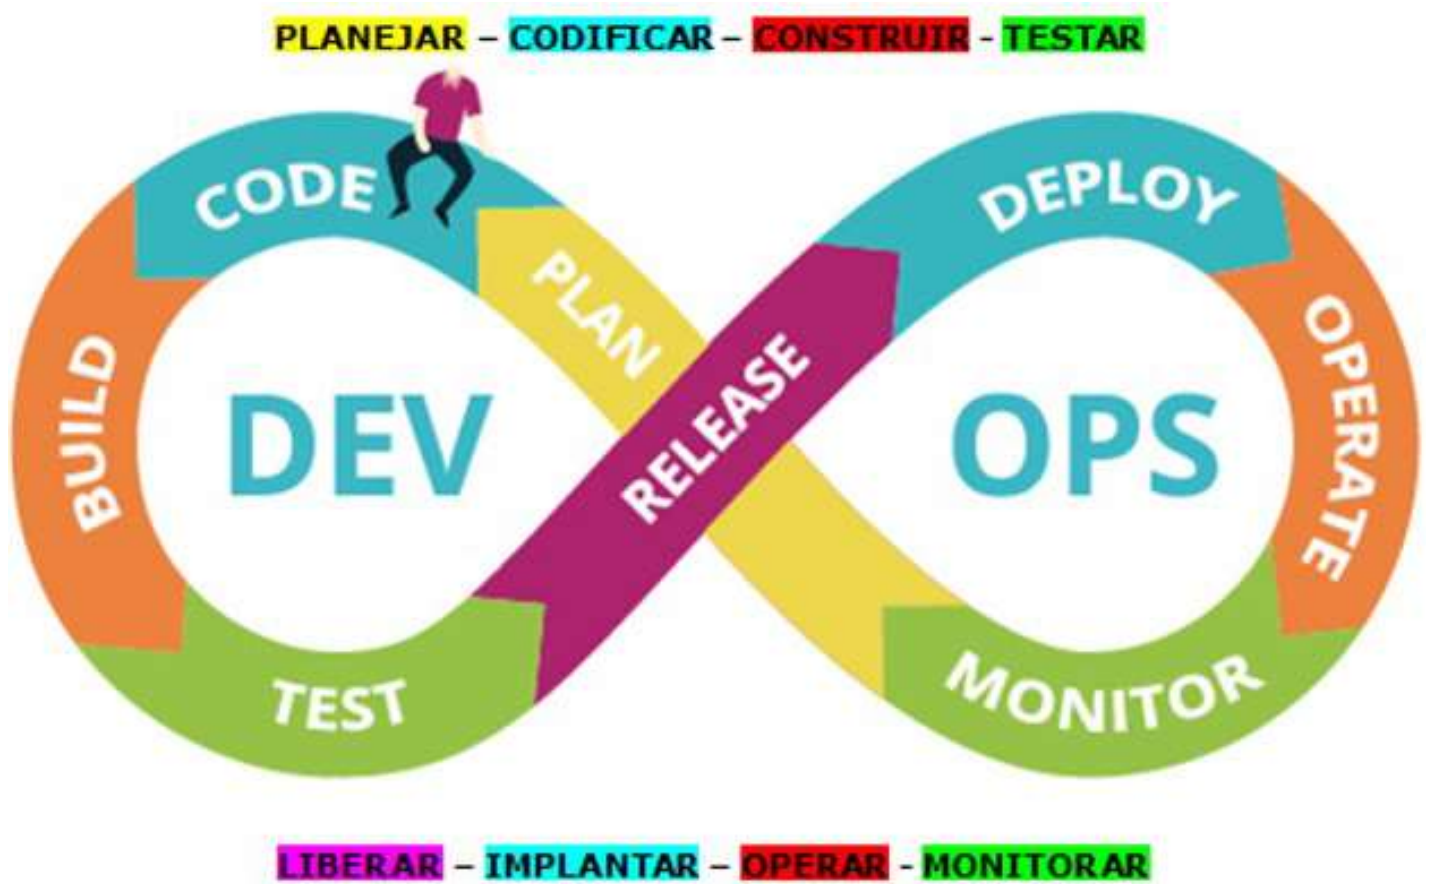 PLANEJAR – CODIFICAR – CONSTRUIR - TESTAR
CODE
DEPLOY
PLAN
BUILD
DEV
RELEASE
OPS
OPERATE
TEST
MONITOR
LIBERAR – IMPLANTAR – OPERAR - MONITORAR